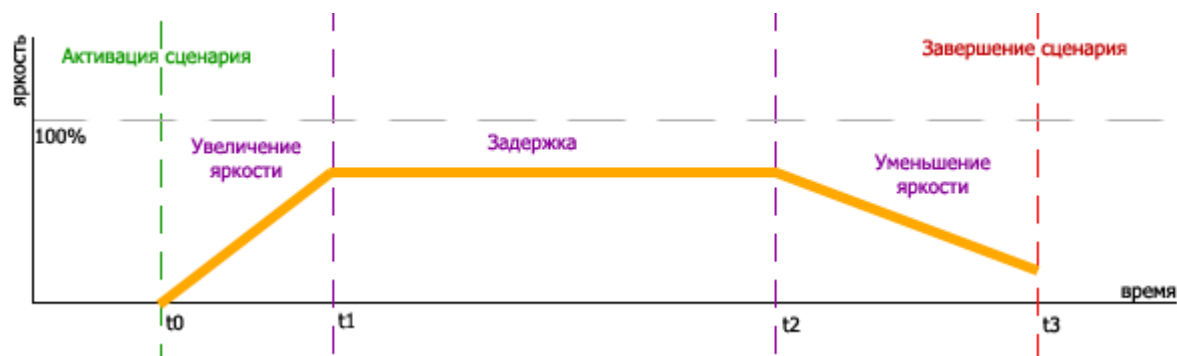 яркость
Активация сценария
Завершение сценария
100%
Увеличение
яркости
Задержка
Уменьшение
яркости
время
t0
t1
t2
t3